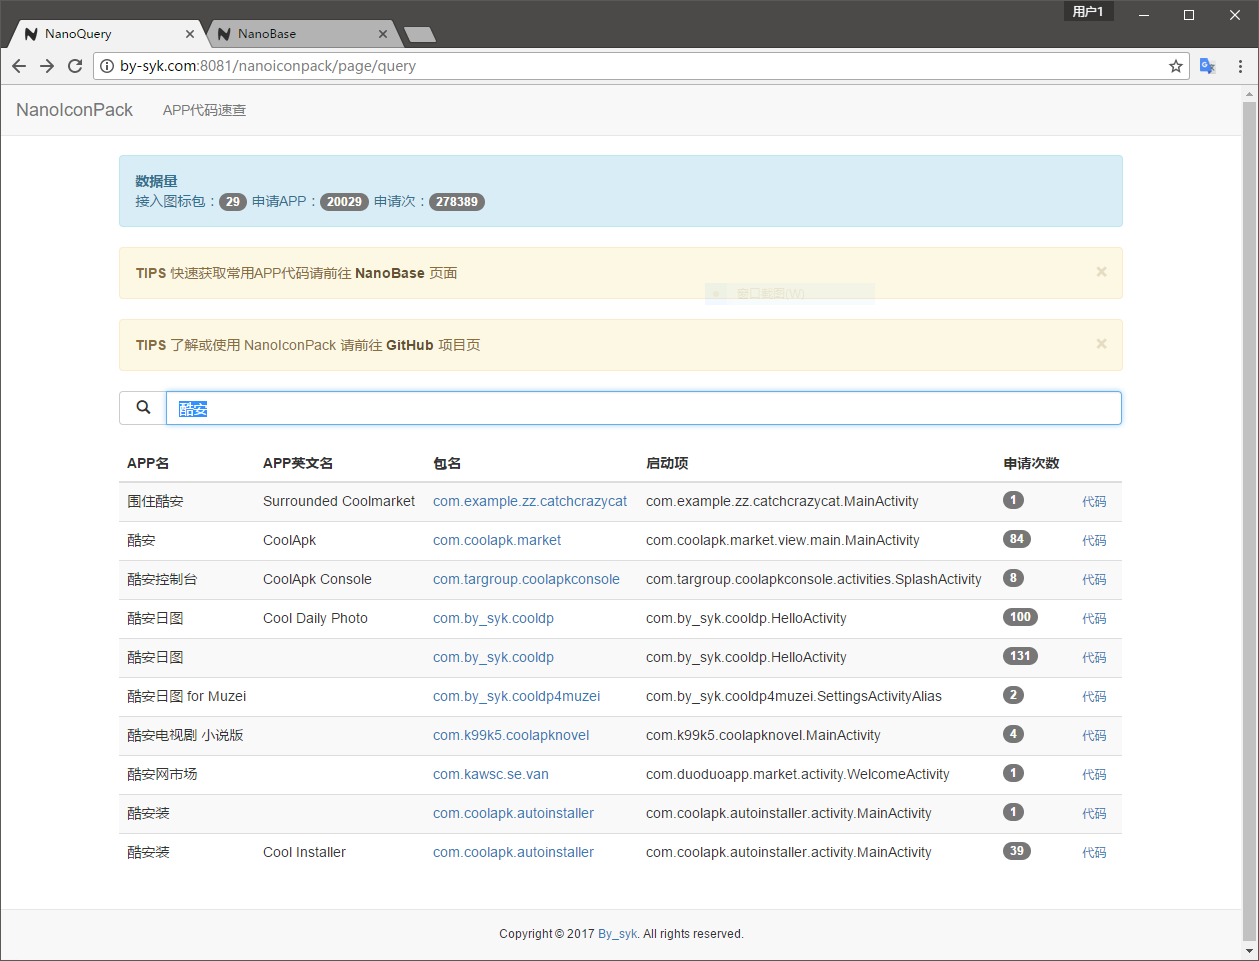 用户1
NanoQuery
NanoBase
by-syk.com:8081/nanoiconpack/page/query
NanoIconPack APP代码速查
数据量
接入图标包：29 申请APP：20029 申请次：278389
TIPS 快速获取常用APP代码请前往 NanoBase 页面 ×
窗口截图(W)
TIPS 了解或使用 NanoIconPack 请前往 GitHub 项目页 ×
酷安
APP名 APP英文名 包名 启动项 申请次数
围住酷安 Surrounded Coolmarket com.example.zz.catchcrazycat com.example.zz.catchcrazycat.MainActivity 1 代码
酷安 CoolApk com.coolapk.market com.coolapk.market.view.main.MainActivity 84 代码
酷安控制台 CoolApk Console com.targroup.coolapkconsole com.targroup.coolapkconsole.activities.SplashActivity 8 代码
酷安日图 Cool Daily Photo com.by_syk.cooldp com.by_syk.cooldp.HelloActivity 100 代码
酷安日图 com.by_syk.cooldp com.by_syk.cooldp.HelloActivity 131 代码
酷安日图 for Muzei com.by_syk.cooldp4muzei com.by_syk.cooldp4muzei.SettingsActivityAlias 2 代码
酷安电视剧 小说版 com.k99k5.coolapknovel com.k99k5.coolapknovel.MainActivity 4 代码
酷安网市场 com.kawsc.se.van com.duoduoapp.market.activity.WelcomeActivity 1 代码
酷安装 com.coolapk.autoinstaller com.coolapk.autoinstaller.activity.MainActivity 1 代码
酷安装 Cool Installer com.coolapk.autoinstaller com.coolapk.autoinstaller.activity.MainActivity 39 代码
Copyright © 2017 By_syk. All rights reserved.